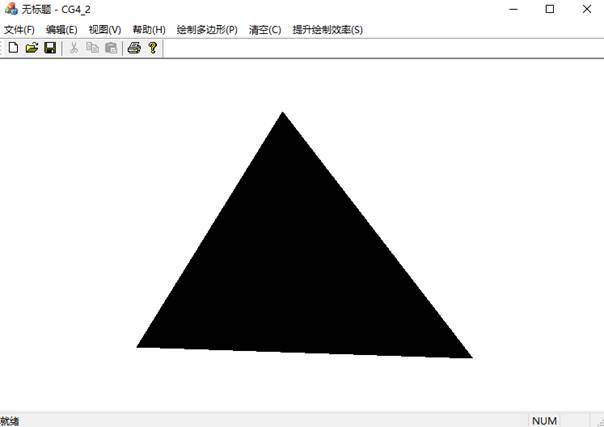 无标题 - CG4_2
文件(F) 编辑(E) 视图(V) 帮助(H) 绘制多边形(P) 清空(C) 提升绘制效率(S)
就绪 NUM